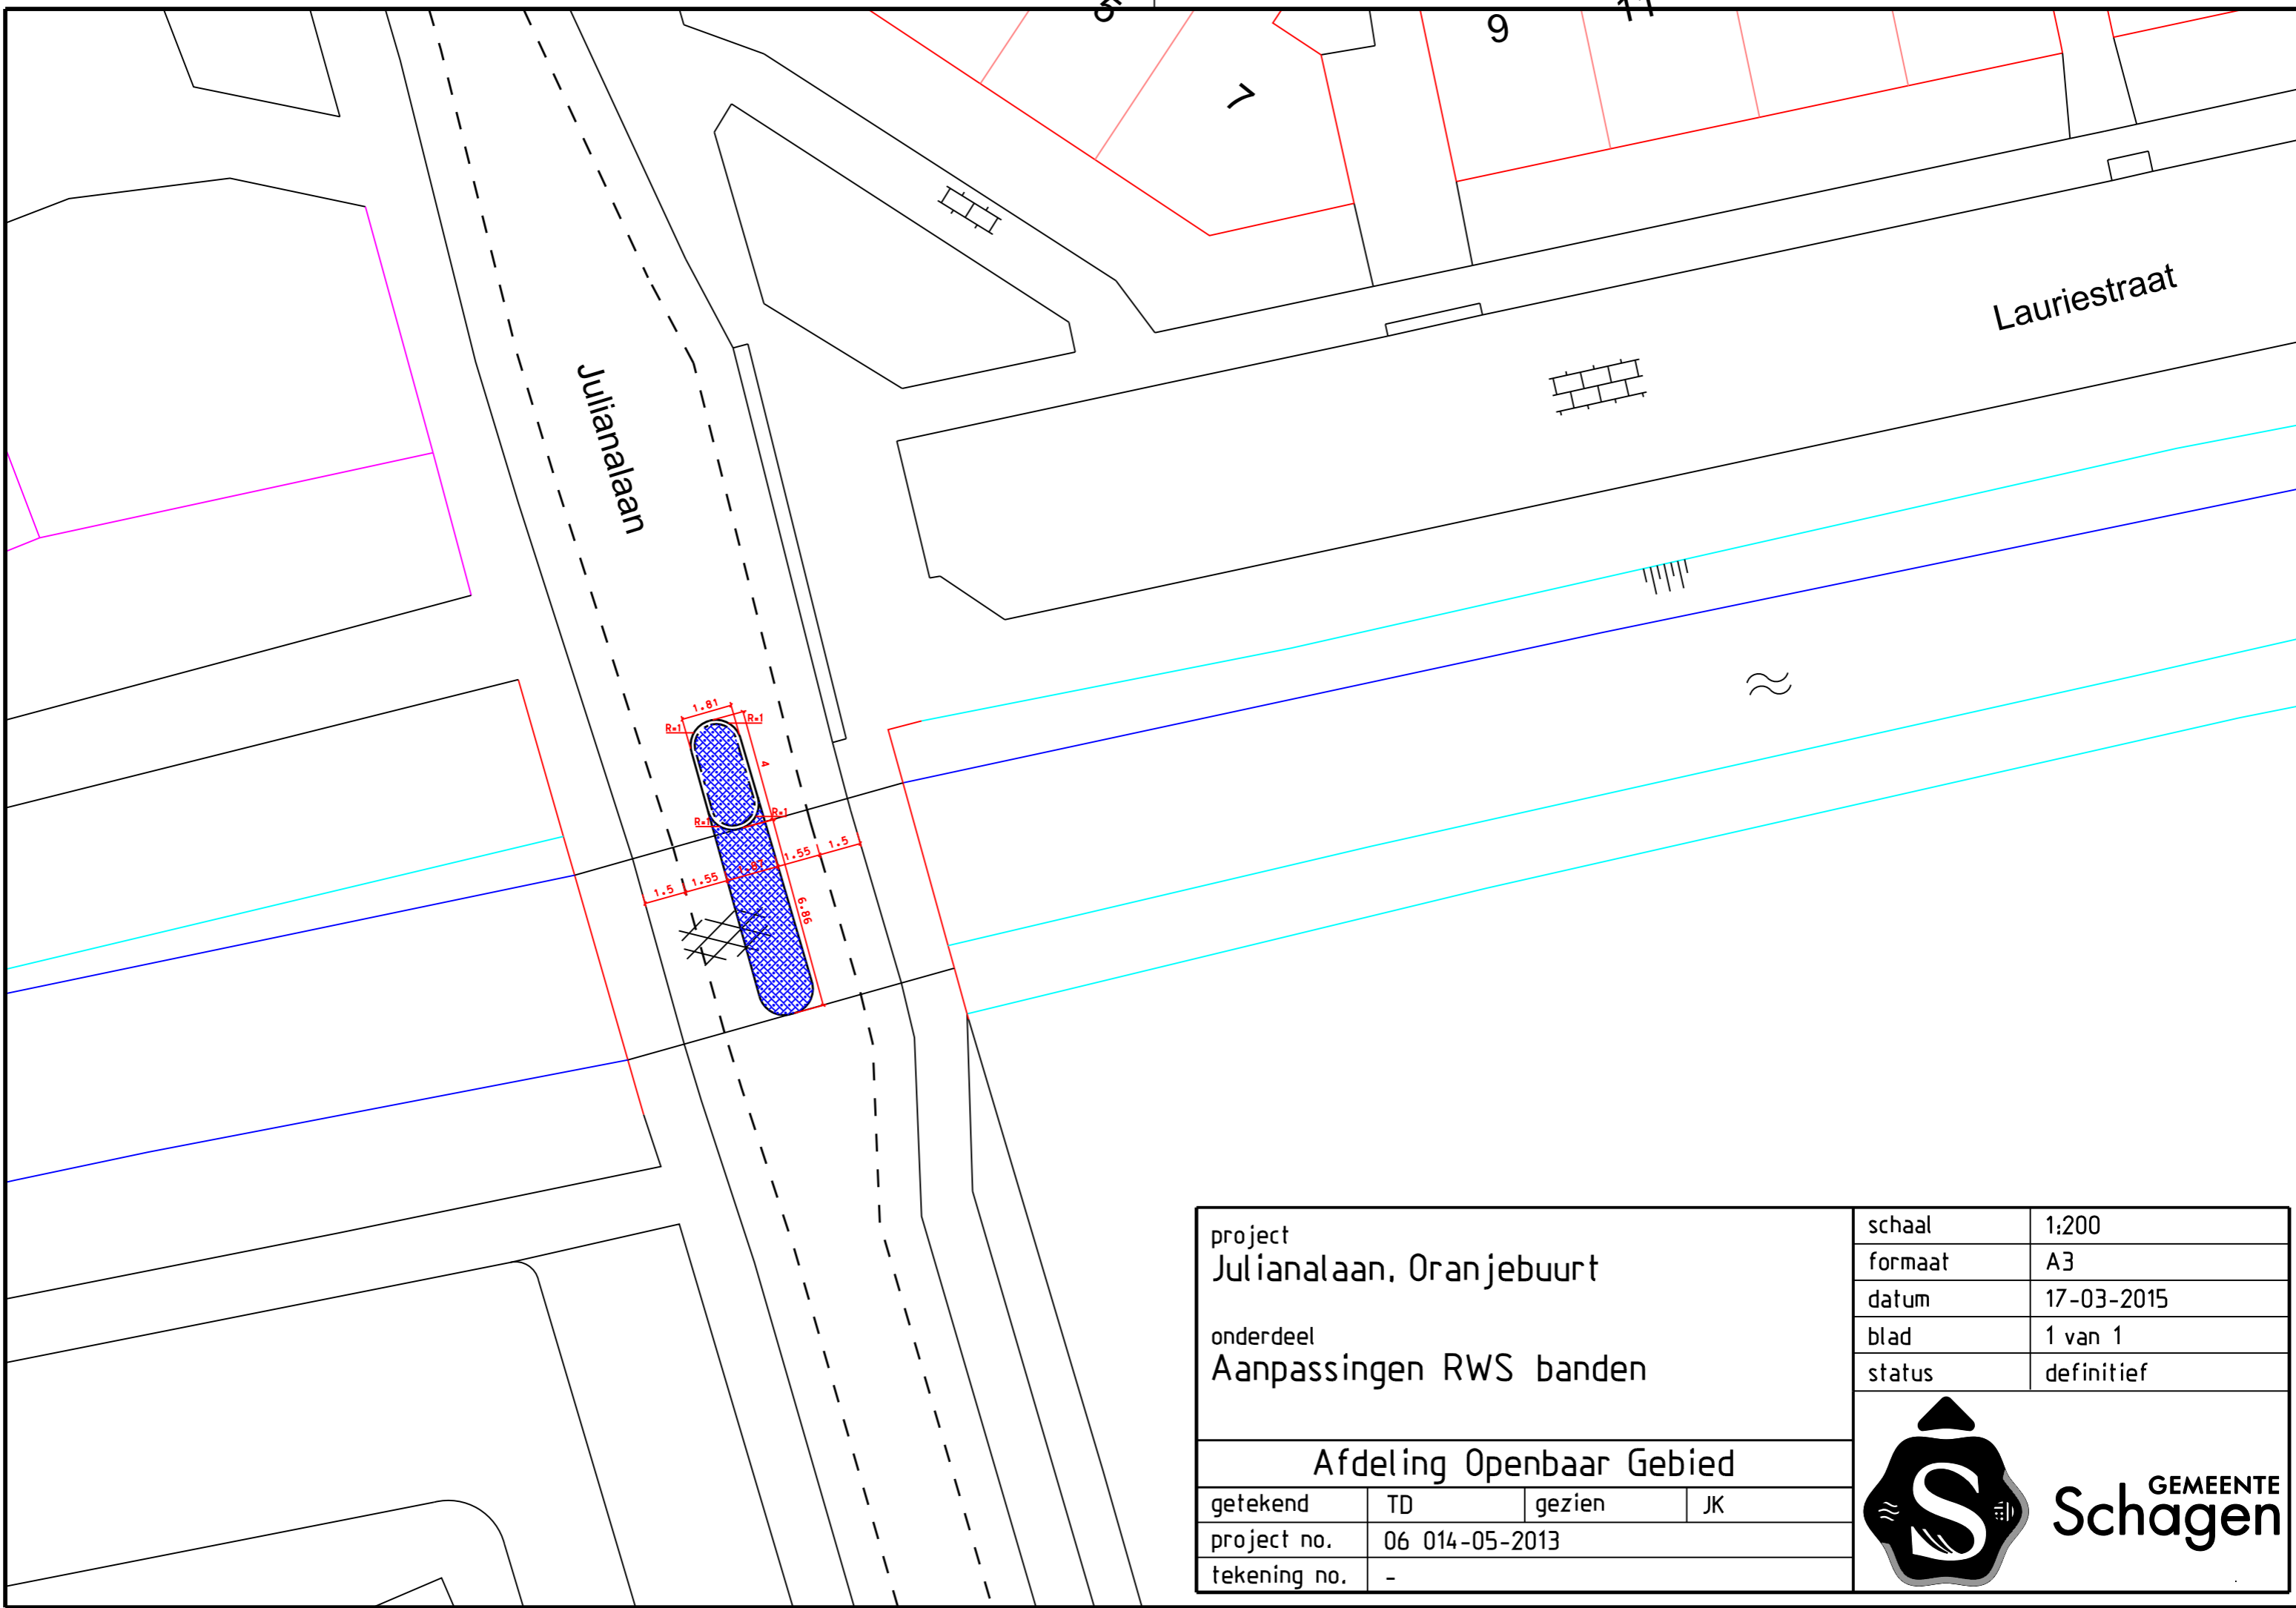 5
7
9
11
Lauriestraat
Julianalaan
1.81
R=1
R=1
4
R=1
R=1
1.5
1.55
1.55
1.5
6.86
project
Julianalaan, Oranjebuurt
onderdeel
Aanpassingen RWS banden
Afdeling Openbaar Gebied
getekend TD gezien JK
project no. 06 014-05-2013
tekening no. -
schaal 1:200
formaat A3
datum 17-03-2015
blad 1 van 1
status definitief
GEMEENTE
Schagen